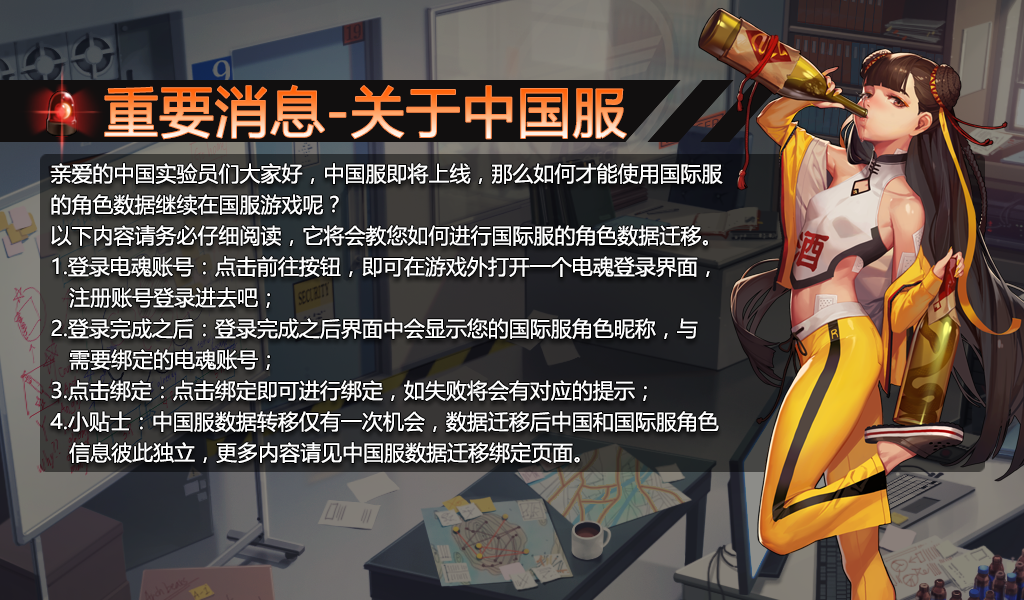 9
19
重要消息-关于中国服
亲爱的中国实验员们大家好，中国服即将上线，那么如何才能使用国际服
的角色数据继续在国服游戏呢？
以下内容请务必仔细阅读，它将会教您如何进行国际服的角色数据迁移。
1.登录电魂账号：点击前往按钮，即可在游戏外打开一个电魂登录界面，
注册账号登录进去吧；
2.登录完成之后：登录完成之后界面中会显示您的国际服角色昵称，与
需要绑定的电魂账号；
3.点击绑定：点击绑定即可进行绑定，如失败将会有对应的提示；
4.小贴士：中国服数据转移仅有一次机会，数据迁移后中国和国际服角色
信息彼此独立，更多内容请见中国服数据迁移绑定页面。
酒
SECURITY